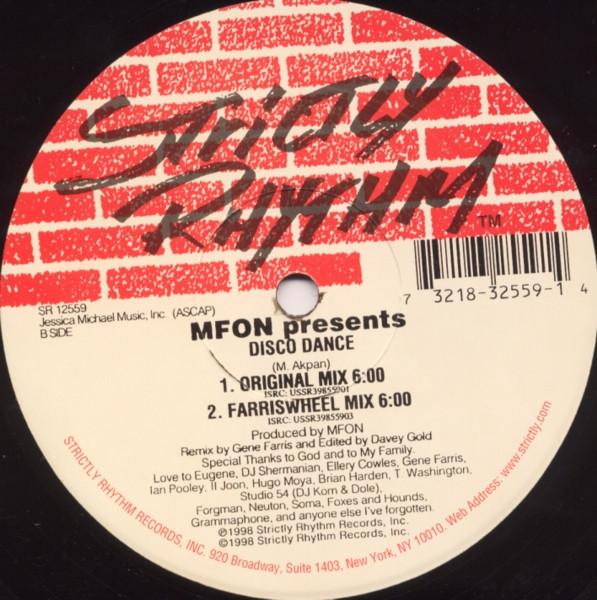 STRICTLY
RHYTHM
TM
7 3218-32559-1 4
SR 12559
Jessica Michael Music, Inc. (ASCAP)
B SIDE
MFON presents
DISCO DANCE
(M. Akpan)
1. ORIGINAL MIX 6:00
ISRC: USSR39855901
2. FARRISWHEEL MIX 6:00
ISRC: USSR39855903
Produced by MFON
Remix by Gene Farris and Edited by Davey Gold
Special Thanks to God and to My Family.
Love to Eugene, DJ Shermanian, Ellery Cowles, Gene Farris,
Ian Pooley, Il Joon, Hugo Moya, Brian Harden, T. Washington,
Studio 54 (DJ Korn & Dole),
Forgman, Neuton, Soma, Foxes and Hounds,
Grammaphone, and anyone else I've forgotten.
℗1998 Strictly Rhythm Records, Inc.
©1998 Strictly Rhythm Records, Inc.
STRICTLY RHYTHM RECORDS, INC. 920 Broadway, Suite 1403, New York, NY 10010. Web Address: www.strictly.com